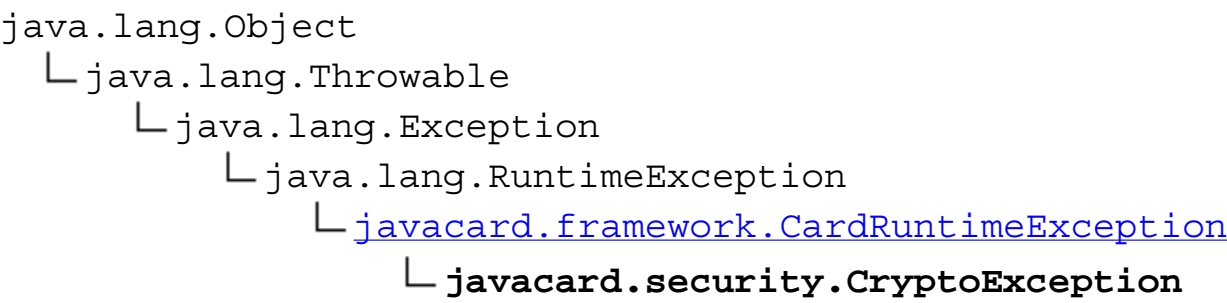 java.lang.Object
java.lang.Throwable
java.lang.Exception
java.lang.RuntimeException
javacard.framework.CardRuntimeException
javacard.security.CryptoException